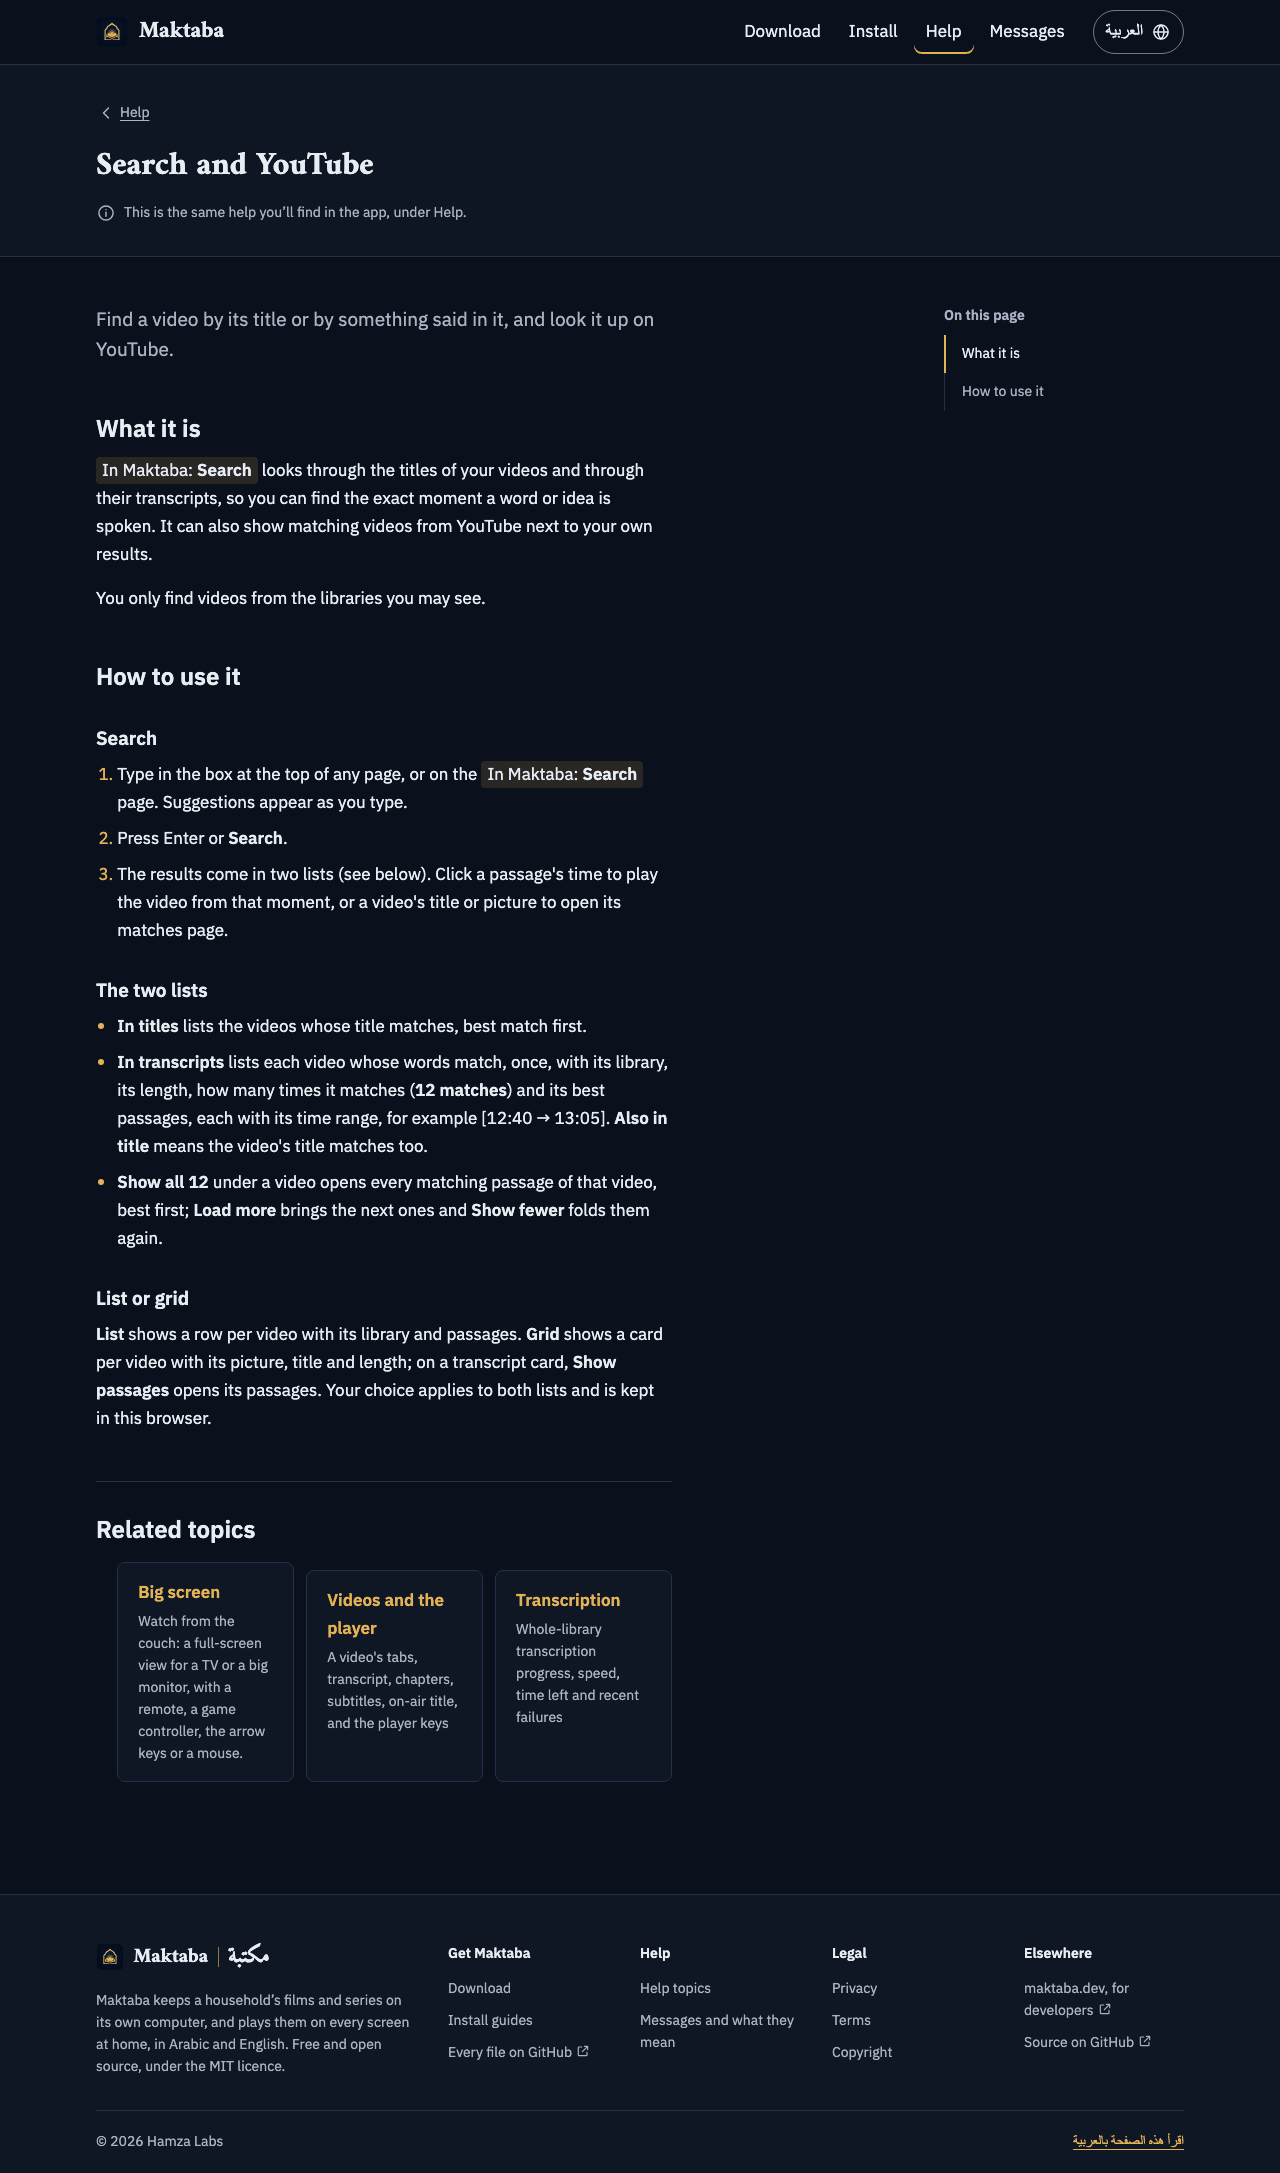 Maktaba
Download
Install
Help
Messages
العربية
Help
Search and YouTube
This is the same help you’ll find in the app, under Help.
Find a video by its title or by something said in it, and look it up on
YouTube.
On this page
What it is
How to use it
What it is
In Maktaba: Search looks through the titles of your videos and through
their transcripts, so you can find the exact moment a word or idea is
spoken. It can also show matching videos from YouTube next to your own
results.
You only find videos from the libraries you may see.
How to use it
Search
1. Type in the box at the top of any page, or on the In Maktaba: Search
page. Suggestions appear as you type.
2. Press Enter or Search.
3. The results come in two lists (see below). Click a passage's time to play
the video from that moment, or a video's title or picture to open its
matches page.
The two lists
• In titles lists the videos whose title matches, best match first.
• In transcripts lists each video whose words match, once, with its library,
its length, how many times it matches (12 matches) and its best
passages, each with its time range, for example [12:40 → 13:05]. Also in
title means the video's title matches too.
• Show all 12 under a video opens every matching passage of that video,
best first; Load more brings the next ones and Show fewer folds them
again.
List or grid
List shows a row per video with its library and passages. Grid shows a card
per video with its picture, title and length; on a transcript card, Show
passages opens its passages. Your choice applies to both lists and is kept
in this browser.
Related topics
Big screen
Watch from the
couch: a full-screen
view for a TV or a big
monitor, with a
remote, a game
controller, the arrow
keys or a mouse.
Videos and the
player
A video's tabs,
transcript, chapters,
subtitles, on-air title,
and the player keys
Transcription
Whole-library
transcription
progress, speed,
time left and recent
failures
Maktaba | مكتبة
Maktaba keeps a household’s films and series on
its own computer, and plays them on every screen
at home, in Arabic and English. Free and open
source, under the MIT licence.
Get Maktaba
Download
Install guides
Every file on GitHub
Help
Help topics
Messages and what they
mean
Legal
Privacy
Terms
Copyright
Elsewhere
maktaba.dev, for
developers
Source on GitHub
© 2026 Hamza Labs
اقرأ هذه الصفحة بالعربية